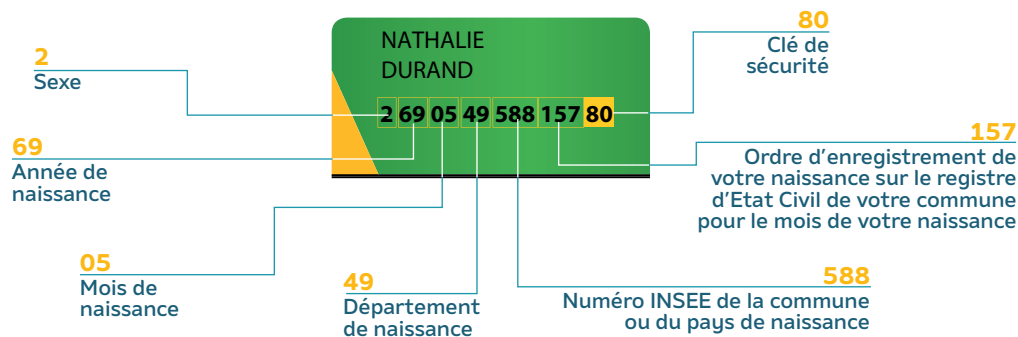 NATHALIE
DURAND
2 69 05 49 588 157 80
2
Sexe
69
Année de
naissance
05
Mois de
naissance
49
Département
de naissance
588
Numéro INSEE de la commune
ou du pays de naissance
157
Ordre d'enregistrement de
votre naissance sur le registre
d'Etat Civil de votre commune
pour le mois de votre naissance
80
Clé de
sécurité